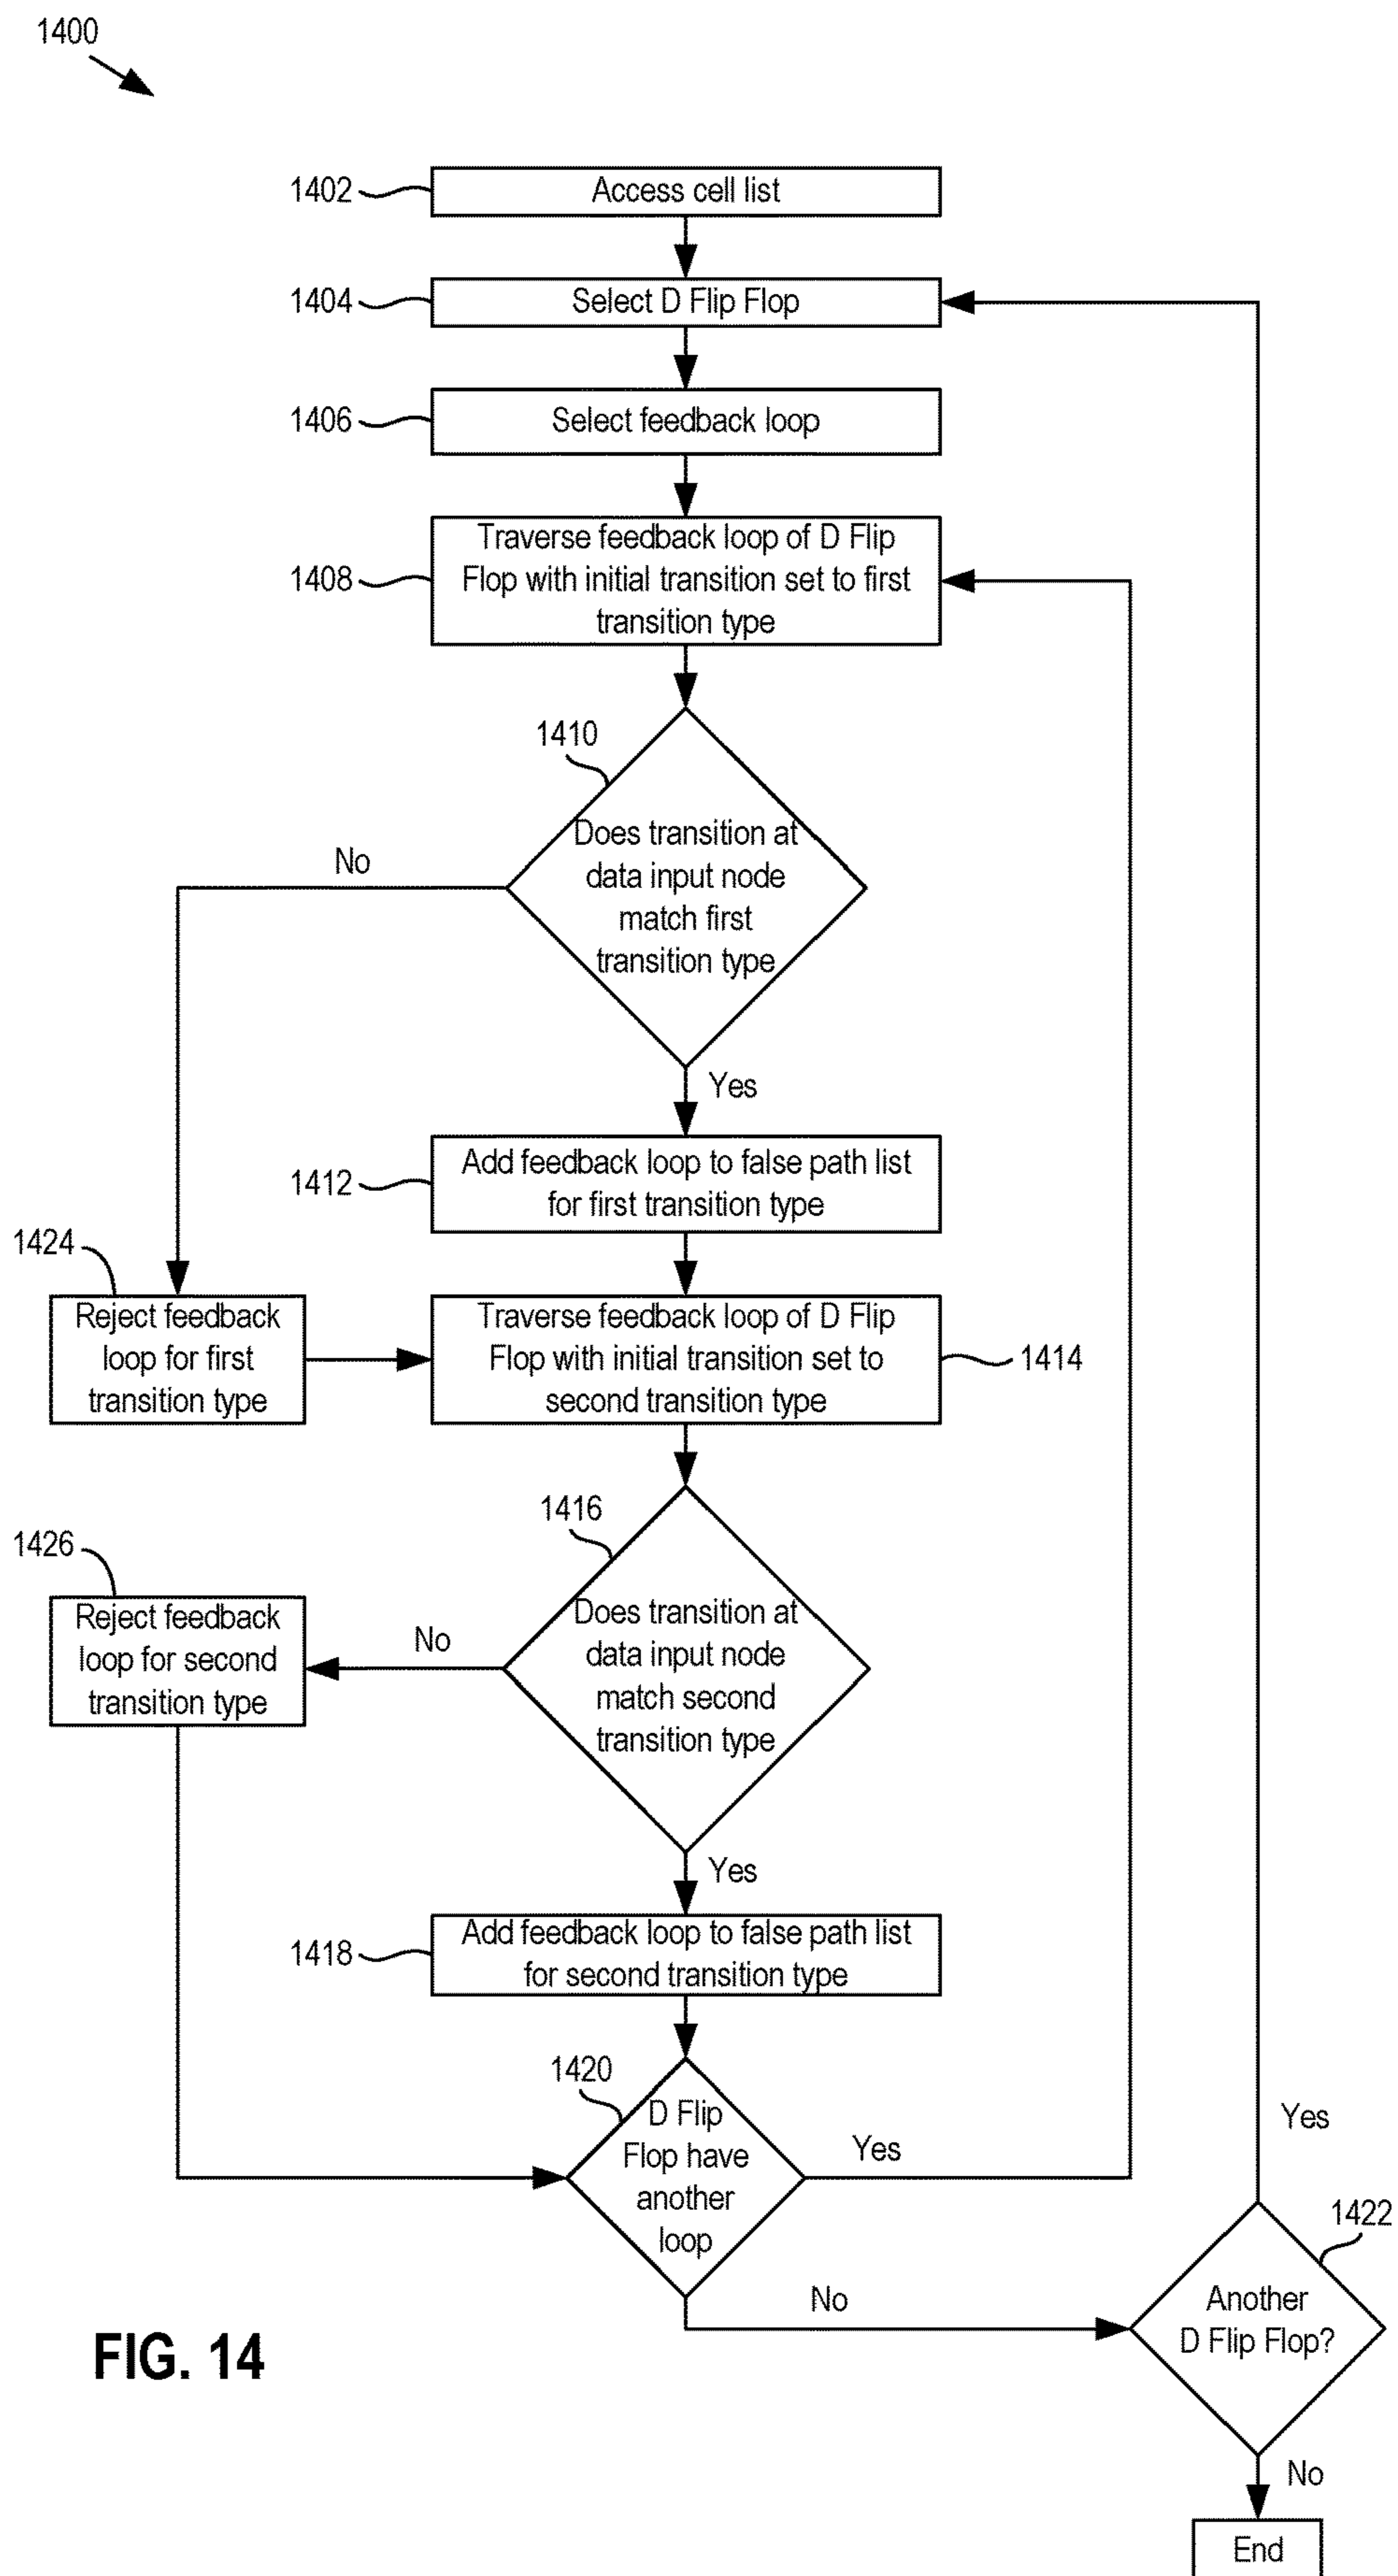 1400
1402
Access cell list
1404
Select D Flip Flop
1406
Select feedback loop
1408
Traverse feedback loop of D Flip
Flop with initial transition set to first
transition type
1410
Does transition at
data input node
match first
transition type
No
Yes
1412
Add feedback loop to false path list
for first transition type
1424
Reject feedback
loop for first
transition type
Traverse feedback loop of D Flip
Flop with initial transition set to
second transition type
1414
1416
Does transition at
data input node
match second
transition type
No
1426
Reject feedback
loop for second
transition type
Yes
1418
Add feedback loop to false path list
for second transition type
1420
D Flip
Flop have
another
loop
Yes
No
Yes
1422
Another
D Flip Flop?
No
End
FIG. 14